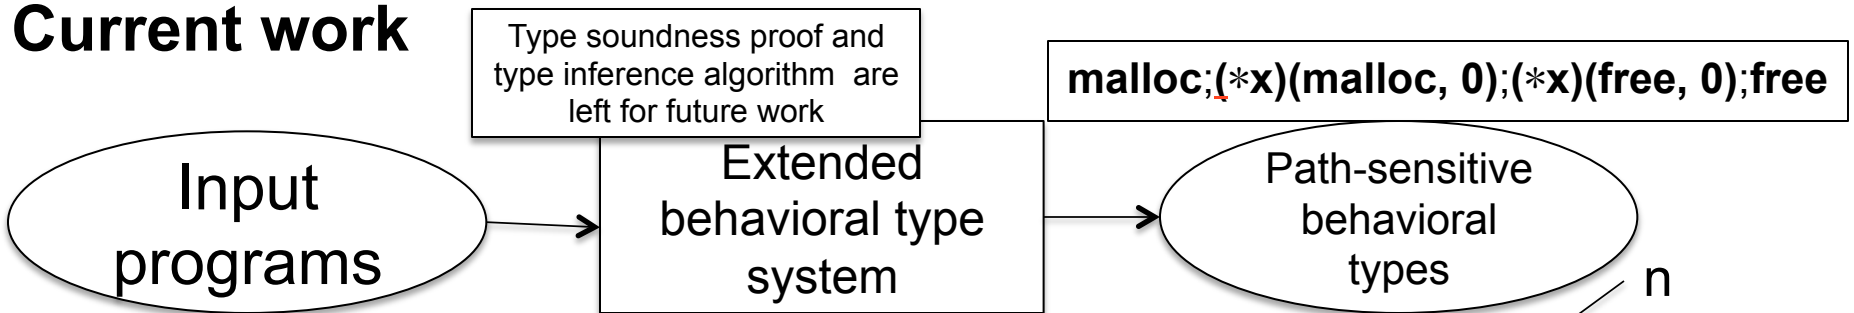 Current work
Type soundness proof and
type inference algorithm are
left for future work
malloc;(*x)(malloc, 0);(*x)(free, 0);free
Input
programs
Extended
behavioral type
system
Path-sensitive
behavioral
types
n